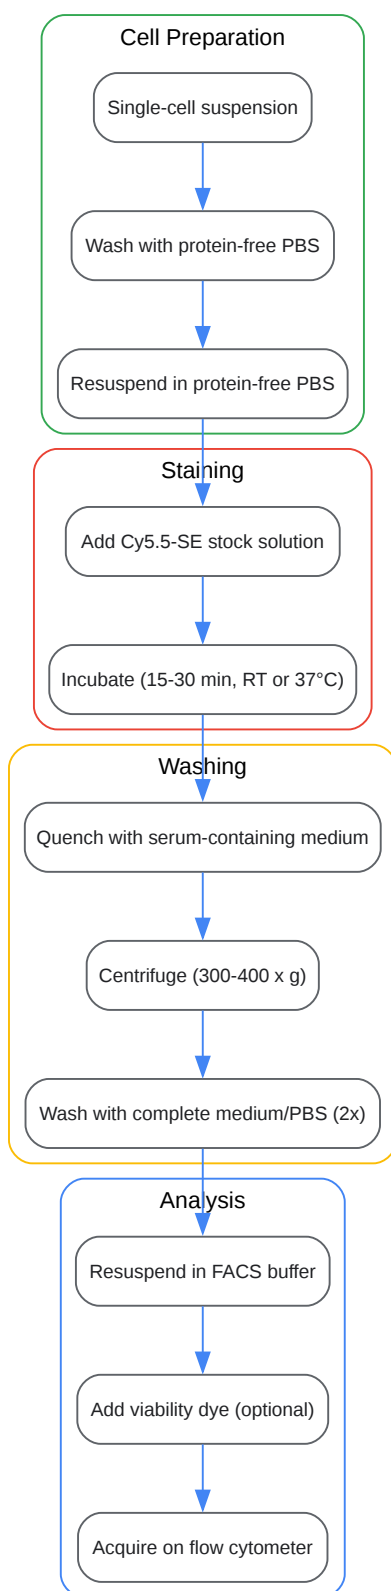 Cell Preparation
Single-cell suspension
Wash with protein-free PBS
Resuspend in protein-free PBS
Staining
Add Cy5.5-SE stock solution
Incubate (15-30 min, RT or 37°C)
Washing
Quench with serum-containing medium
Centrifuge (300-400 x g)
Wash with complete medium/PBS (2x)
Analysis
Resuspend in FACS buffer
Add viability dye (optional)
Acquire on flow cytometer